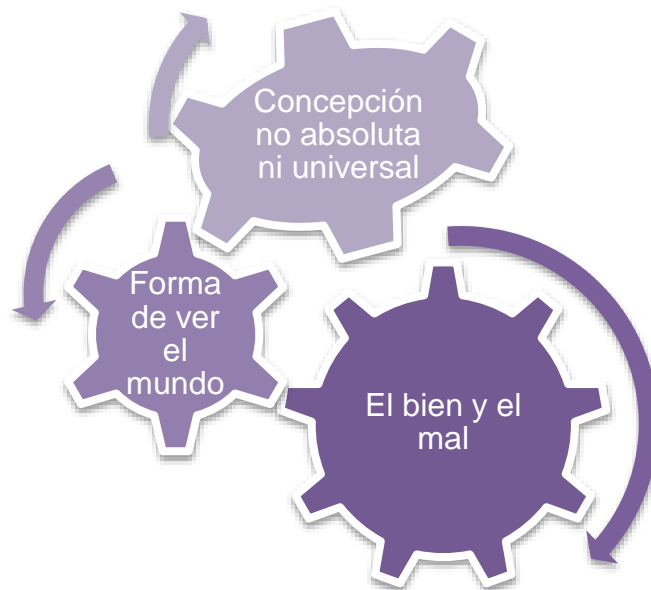 Concepción
no absoluta
ni universal
Forma
de ver
el
mundo
El bien y el
mal